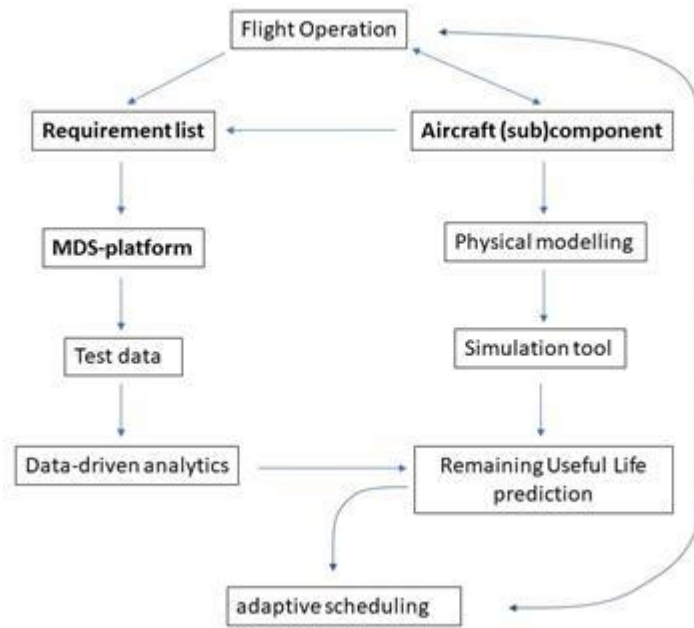 Flight Operation
Requirement list
Aircraft (sub)component
MDS-platform
Physical modelling
Test data
Simulation tool
Data-driven analytics
Remaining Useful Life
prediction
adaptive scheduling